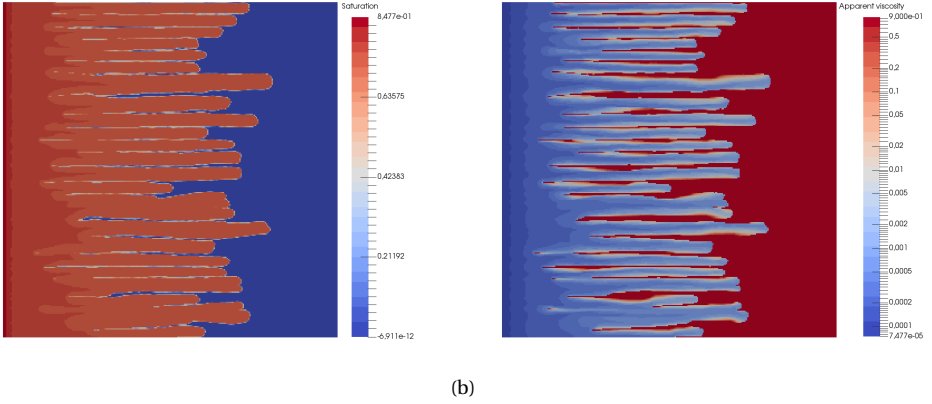 Saturation
8,477e-01
0,63575
0,42383
0,21192
-6,911e-12
Apparent viscosity
9,000e-01
0.5
0.2
0.1
0.05
0.02
0,01
0,005
0,002
0,001
0.0005
0,0002
0,0001
7,477e-05
(b)